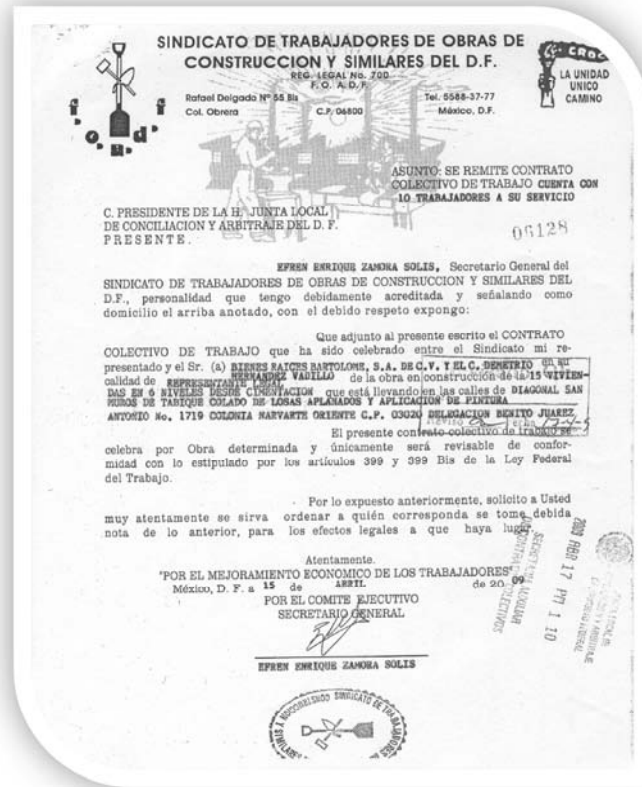 SINDICATO DE TRABAJADORES DE OBRAS DE
CONSTRUCCION Y SIMILARES DEL D.F.
REG. LEGAL No. 700
F. O. A. D. F.
Rafael Delgado Nº 55 Bis
Col. Obrera
C.P. 06800
Tel. 5588-37-77
México, D.F.
f. o. R. d f
CROC
LA UNIDAD
UNICO
CAMINO
ASUNTO: SE REMITE CONTRATO
COLECTIVO DE TRABAJO CUENTA CON
10 TRABAJADORES A SU SERVICIO
C. PRESIDENTE DE LA H. JUNTA LOCAL
DE CONCILIACION Y ARBITRAJE DEL D. F.
P R E S E N T E .
06128
EFREN ENRIQUE ZAMORA SOLIS, Secretario General del
SINDICATO DE TRABAJADORES DE OBRAS DE CONSTRUCCION Y SIMILARES DEL
D.F., personalidad que tengo debidamente acreditada y señalando como
domicilio el arriba anotado, con el debido respeto expongo:
Que adjunto al presente escrito el CONTRATO
COLECTIVO DE TRABAJO que ha sido celebrado entre el Sindicato mi re-
presentado y el Sr. (a) BIENES RAICES BARTOLOME, S.A. DE C.V. Y EL C. DEMETRIO en su
HERNANDEZ VADILLO
calidad de REPRESENTANTE LEGAL de la obra en construcción de la 15 VIVIEN-
DAS EN 6 NIVELES DESDE CIMENTACION que está llevando en las calles de DIAGONAL SAN
MUROS DE TABIQUE COLADO DE LOSAS APLANADOS Y APLICACION DE PINTURA
ANTONIO No. 1719 COLONIA NARVARTE ORIENTE C.P. 03020 DELEGACION BENITO JUAREZ
El presente contrato colectivo de trabajo se
celebra por Obra determinada y únicamente será revisable de confor-
midad con lo estipulado por los artículos 399 y 399 Bis de la Ley Federal
del Trabajo.
Por lo expuesto anteriormente, solicito a Usted
muy atentamente se sirva ordenar a quién corresponda se tome debida
nota de lo anterior, para los efectos legales a que haya lugar.
Atentamente.
"POR EL MEJORAMIENTO ECONOMICO DE LOS TRABAJADORES"
México, D. F. a 15 de ABRIL de 20 09
POR EL COMITE EJECUTIVO
SECRETARIO GENERAL
EFREN ENRIQUE ZAMORA SOLIS
2009 ABR 17 PM 1 10
SECRETARIA AUXILIAR
DE CONTRATOS COLECTIVOS
SINDICATO DE TRABAJADORES